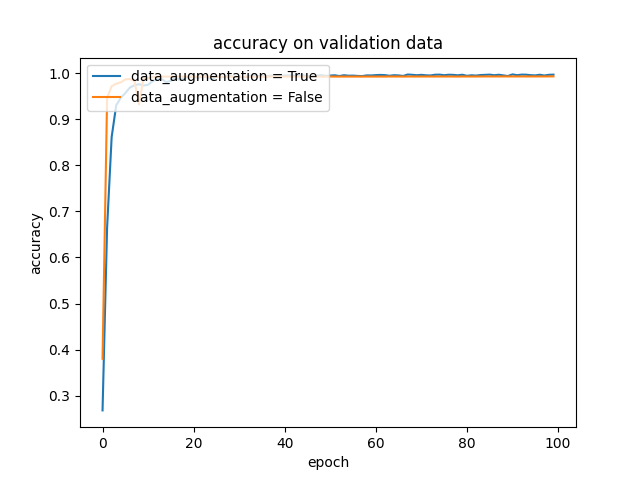 accuracy on validation data
data_augmentation = True
data_augmentation = False
accuracy
1.0
0.9
0.8
0.7
0.6
0.5
0.4
0.3
0 20 40 60 80 100
epoch